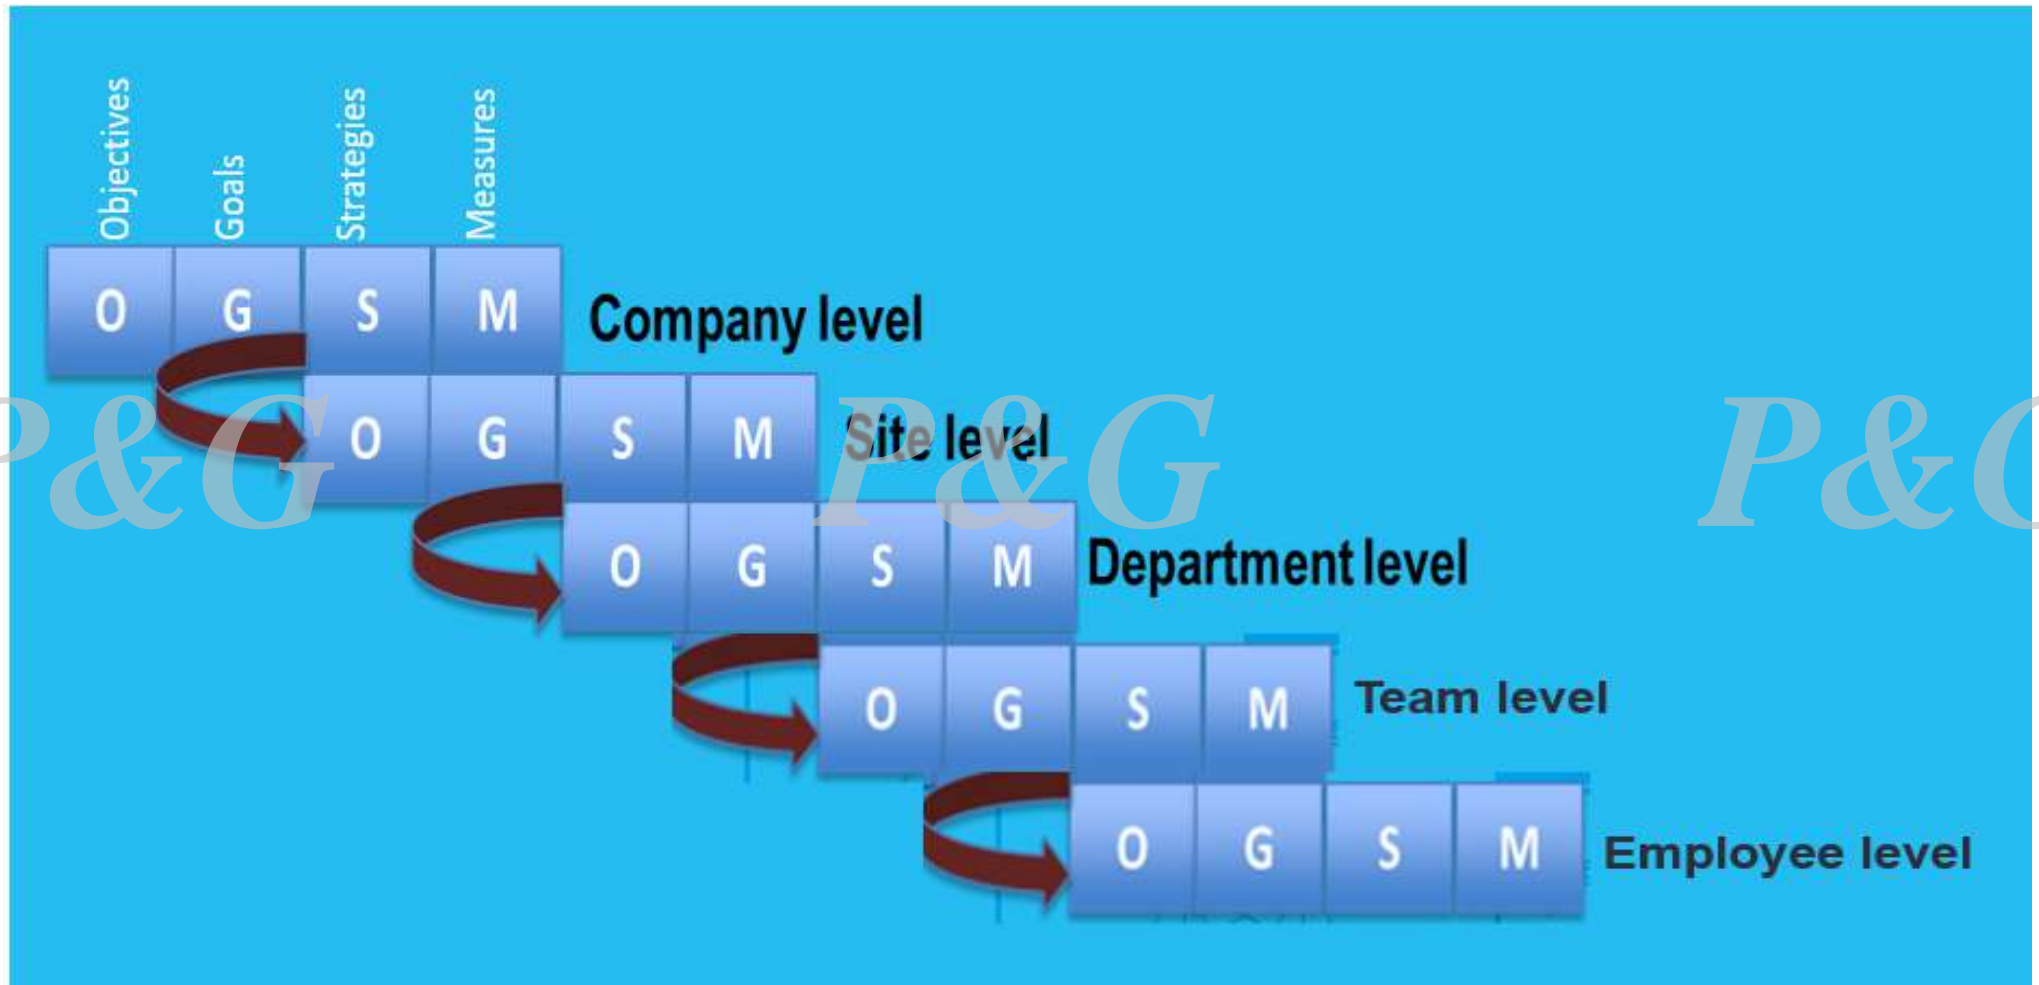 Objectives
Goals
Strategies
Measures
O G S M Company level
O G S M Site level
P&G P&G P&G
O G S M Department level
O G S M Team level
O G S M Employee level